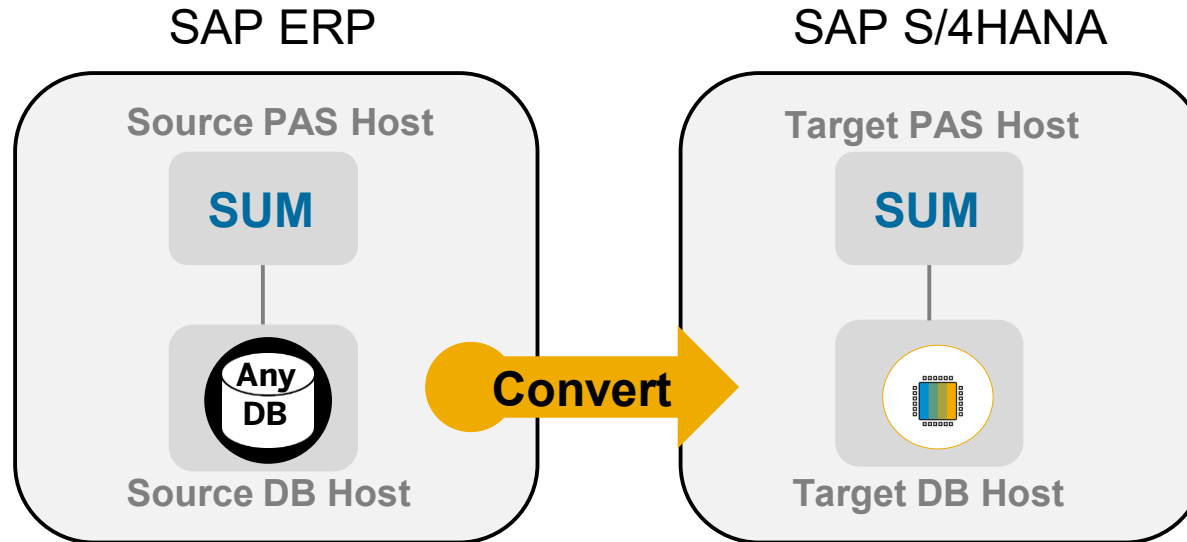 SAP ERP
Source PAS Host
SUM
Any
DB
Source DB Host
Convert
SAP S/4HANA
Target PAS Host
SUM
Target DB Host